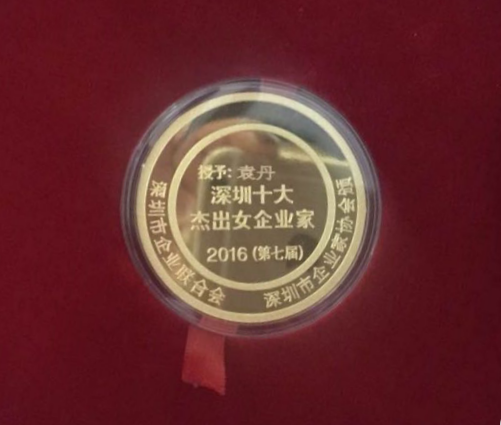 授予: 袁丹
深圳十大
杰出女企业家
2016 (第七届)
深圳市企业联合会
深圳市企业家协会颁